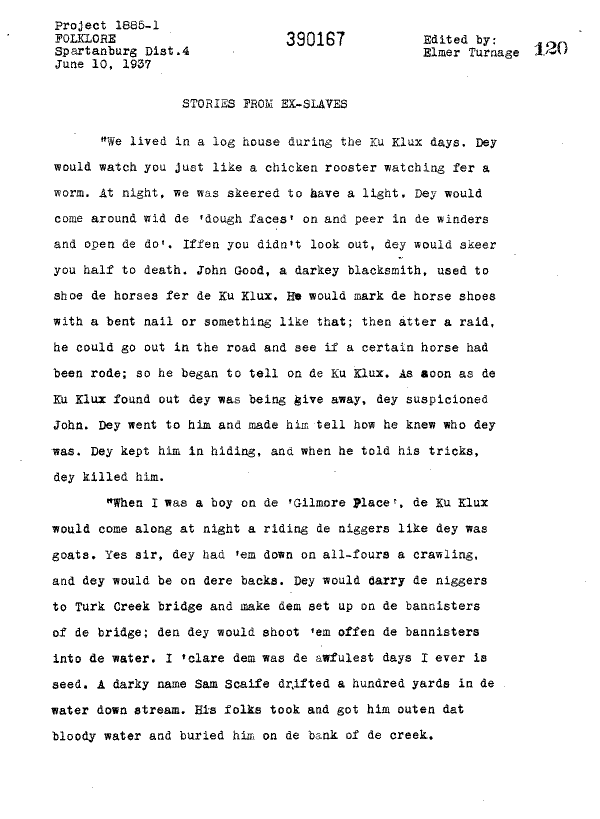 Project 1885-1
FOLKLORE
Spartanburg Dist.4
June 10, 1937
390167
Edited by:
Elmer Turnage
120
STORIES FROM EX-SLAVES
"We lived in a log house during the Ku Klux days. Dey
would watch you just like a chicken rooster watching fer a
worm. At night, we was skeered to have a light. Dey would
come around wid de 'dough faces' on and peer in de winders
and open de do'. Iffen you didn't look out, dey would skeer
you half to death. John Good, a darkey blacksmith, used to
shoe de horses fer de Ku Klux. He would mark de horse shoes
with a bent nail or something like that; then atter a raid,
he could go out in the road and see if a certain horse had
been rode; so he began to tell on de Ku Klux. As soon as de
Ku Klux found out dey was being give away, dey suspicioned
John. Dey went to him and made him tell how he knew who dey
was. Dey kept him in hiding, and when he told his tricks,
dey killed him.
"When I was a boy on de 'Gilmore Place', de Ku Klux
would come along at night a riding de niggers like dey was
goats. Yes sir, dey had 'em down on all-fours a crawling,
and dey would be on dere backs. Dey would carry de niggers
to Turk Creek bridge and make dem set up on de bannisters
of de bridge; den dey would shoot 'em offen de bannisters
into de water. I 'clare dem was de awfulest days I ever is
seed. A darky name Sam Scaife drifted a hundred yards in de
water down stream. His folks took and got him outen dat
bloody water and buried him on de bank of de creek.